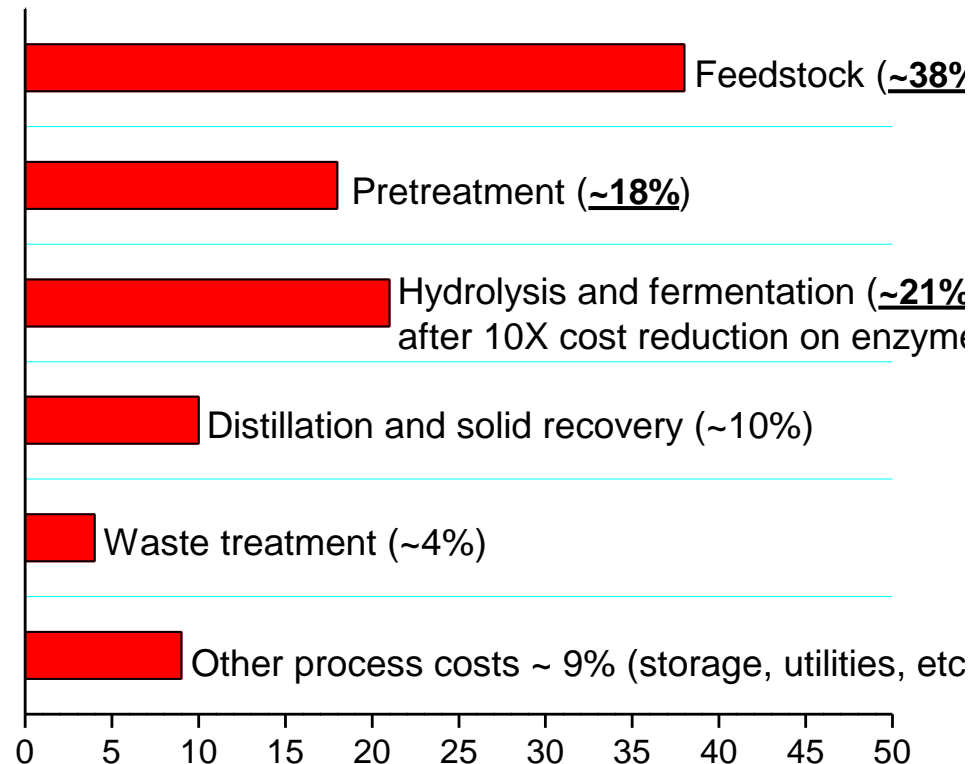 Feedstock (~38%
Pretreatment (~18%)
Hydrolysis and fermentation (~21%
after 10X cost reduction on enzyme
Distillation and solid recovery (~10%)
Waste treatment (~4%)
Other process costs ~ 9% (storage, utilities, etc
0 5 10 15 20 25 30 35 40 45 50